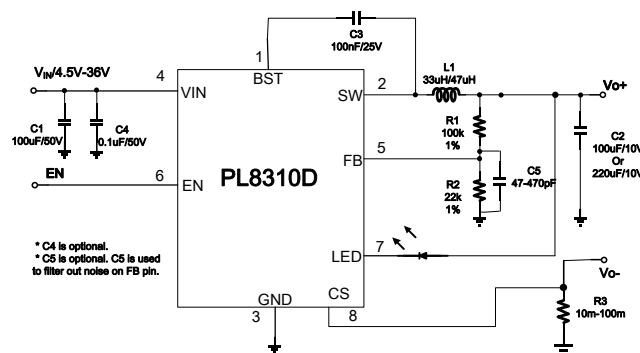 C3
100nF/25V
1
BST
L1
33uH/47uH
Vo+
VIN/4.5V-36V
4
VIN
SW
2
R1
100k
1%
C1
100uF/50V
C4
0.1uF/50V
C2
100uF/10V
Or
220uF/10V
5
FB
EN
6
EN
PL8310D
R2
22k
1%
C5
47-470pF
* C4 is optional.
* C5 is optional. C5 is used
to filter out noise on FB pin.
LED
7
Vo-
GND
CS
3
8
R3
10m-100m